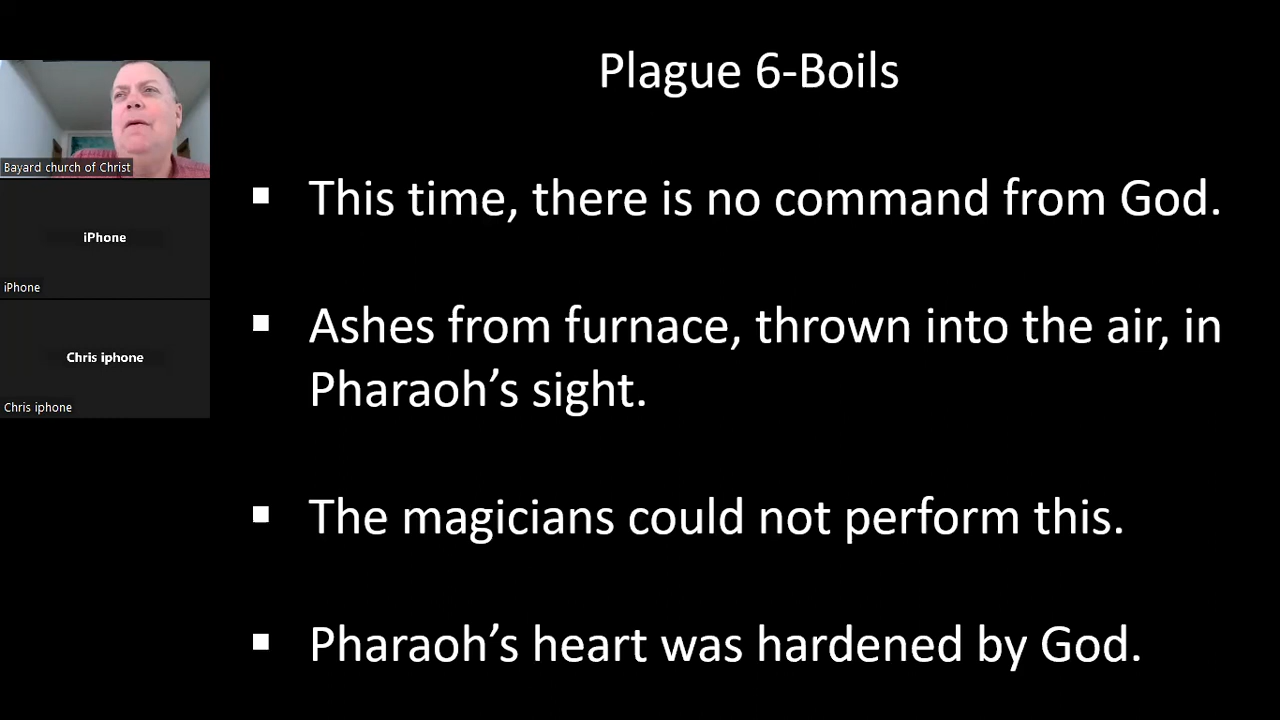 Plague 6-Boils
Bayard church of Christ
iPhone
iPhone
Chris iphone
Chris iphone
▪ This time, there is no command from God.
▪ Ashes from furnace, thrown into the air, in
Pharaoh’s sight.
▪ The magicians could not perform this.
▪ Pharaoh’s heart was hardened by God.